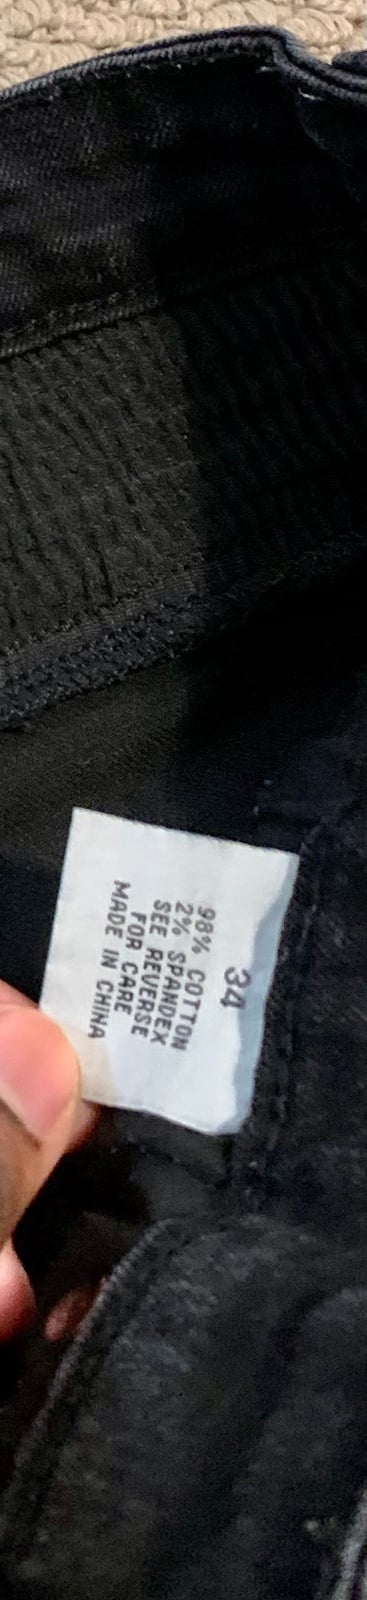 34
98% COTTON
2% SPANDEX
SEE REVERSE
FOR CARE
MADE IN CHINA